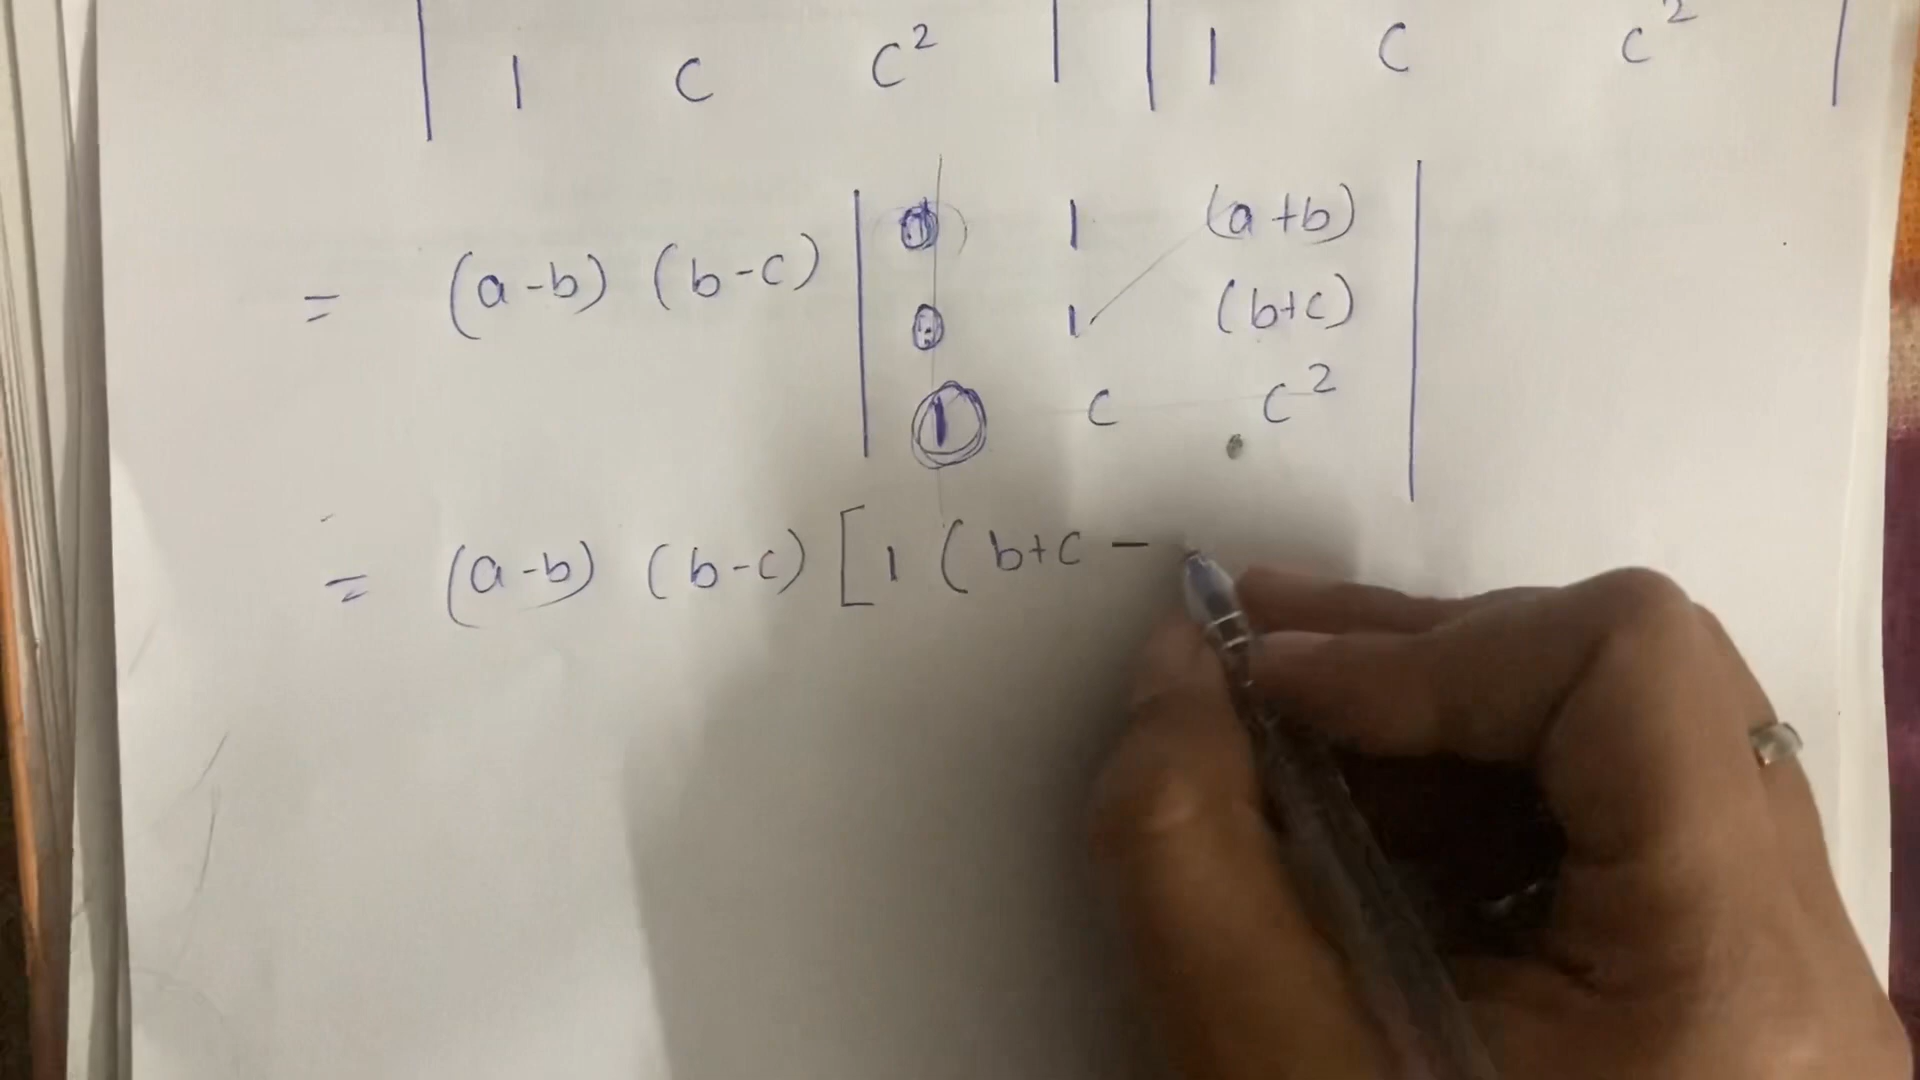 | 1 c c² | | 1 c c² |
= (a-b) (b-c) | 0 1 (a+b) |
| 0 1 (b+c) |
| 1 c c² |
= (a-b) (b-c) [ 1 ( b+c -